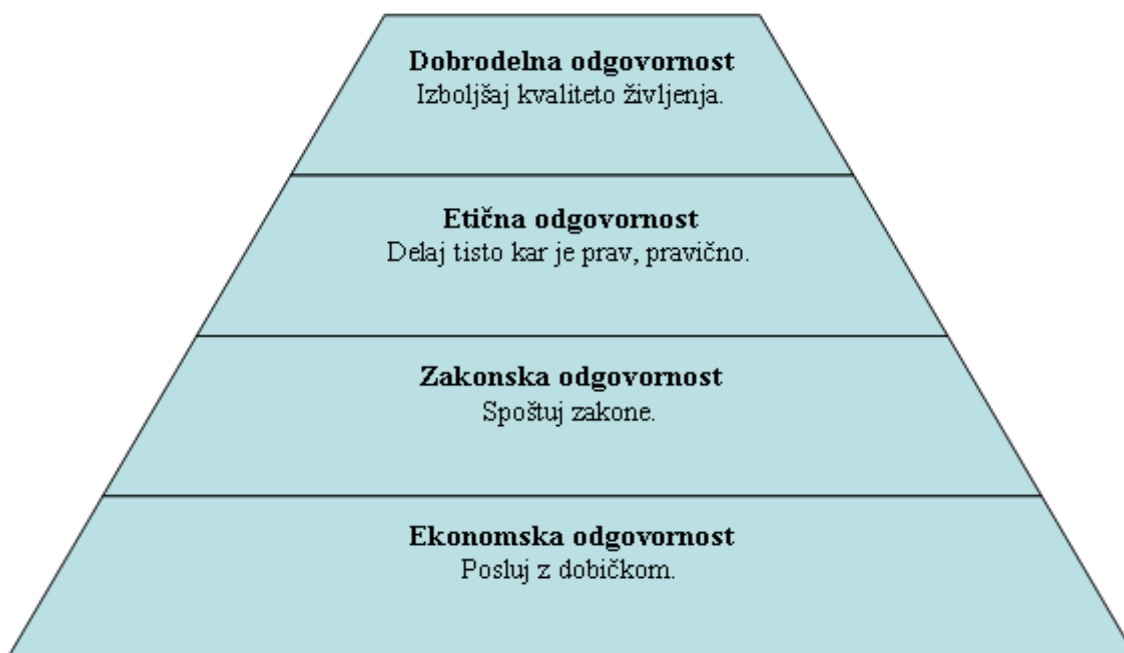 Dobrodelna odgovornost
Izboljšaj kvaliteto življenja.
Etična odgovornost
Delaj tisto kar je prav, pravično.
Zakonska odgovornost
Spoštuj zakone.
Ekonomska odgovornost
Posluj z dobičkom.